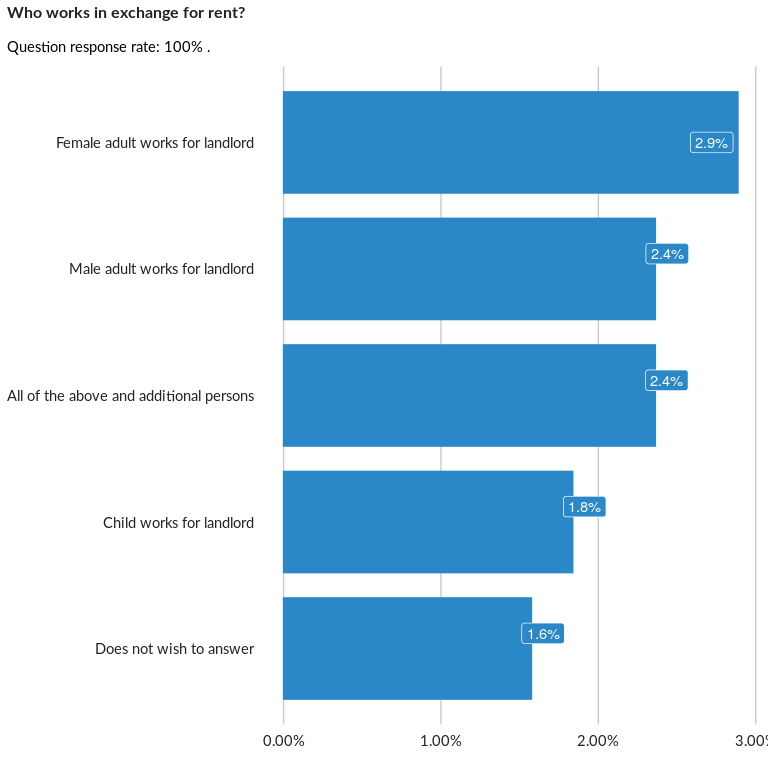 Who works in exchange for rent?
Question response rate: 100% .
Female adult works for landlord
2.9%
Male adult works for landlord
2.4%
All of the above and additional persons
2.4%
Child works for landlord
1.8%
Does not wish to answer
1.6%
0.00% 1.00% 2.00% 3.00%